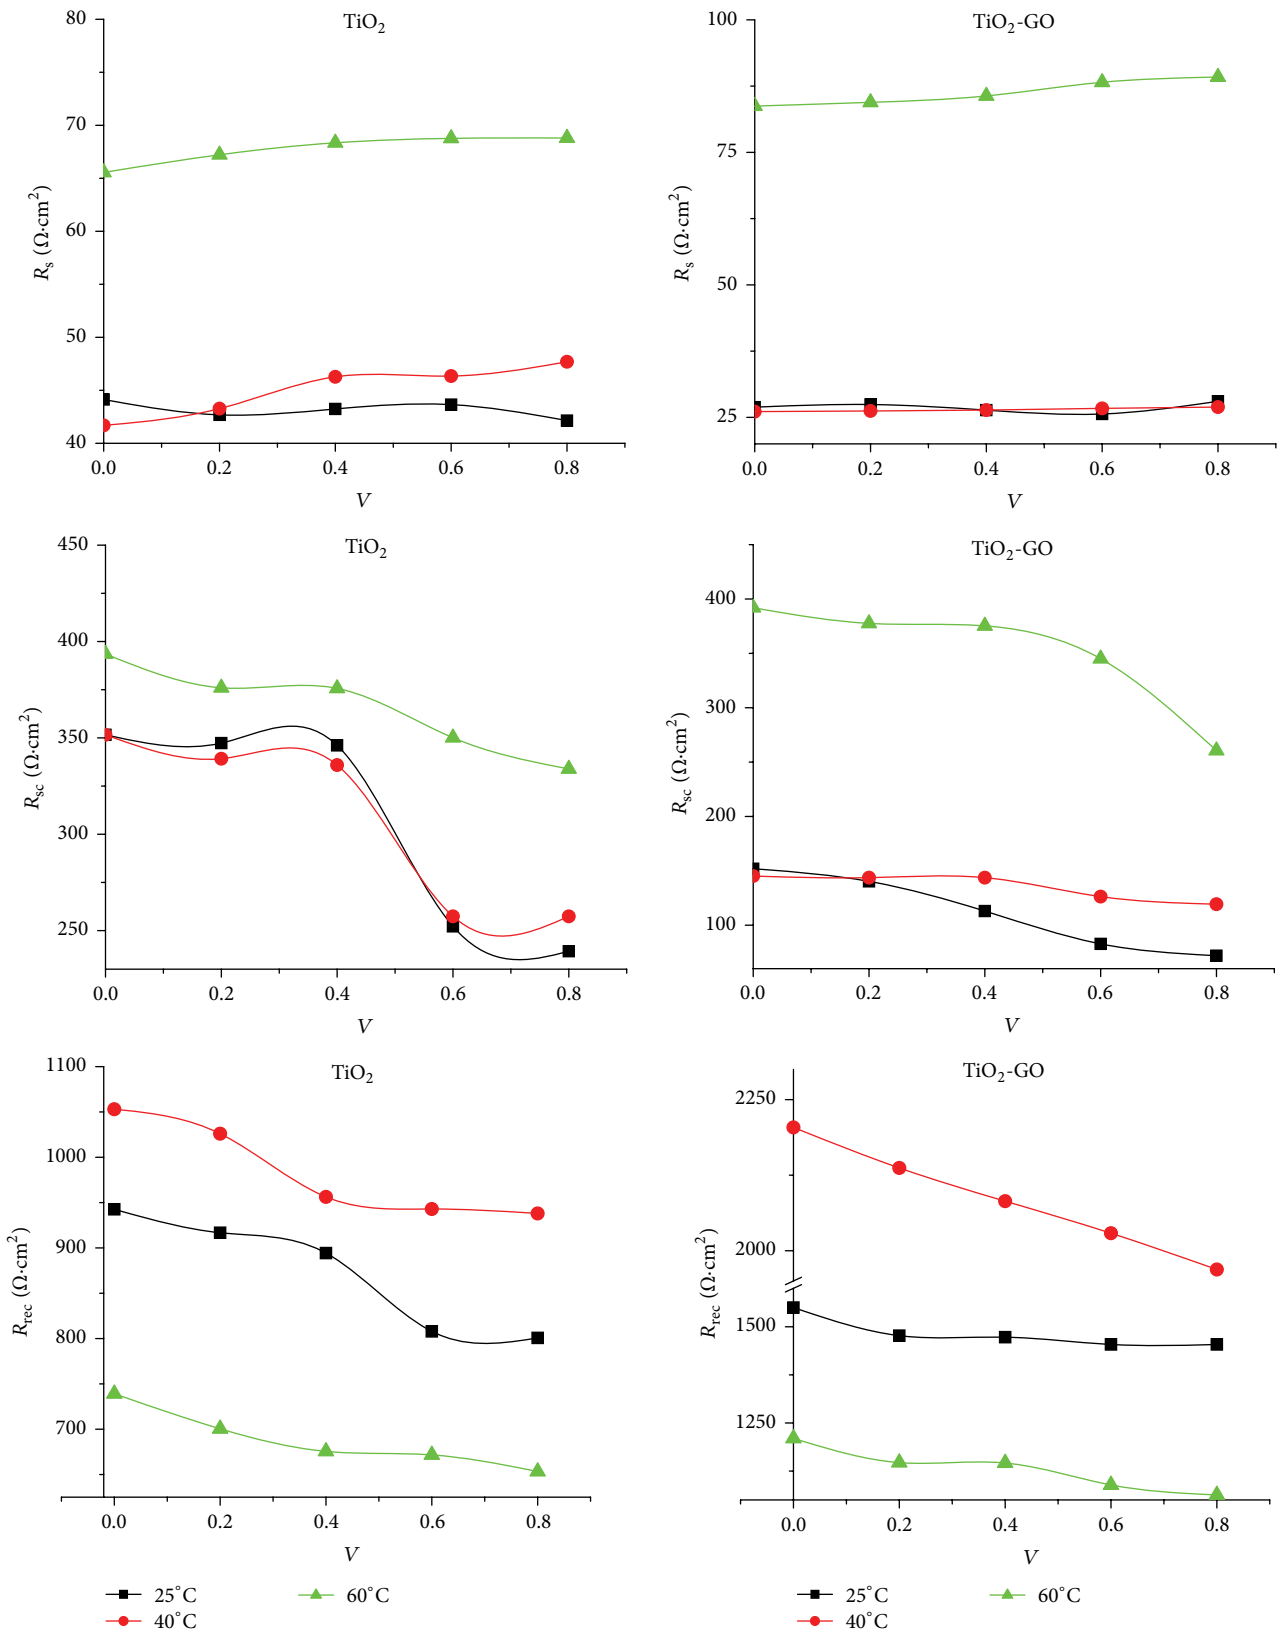 TiO2
80
70
60
50
40
Rs (Ω·cm2)
0.0 0.2 0.4 0.6 0.8
V
TiO2-GO
100
75
50
25
Rs (Ω·cm2)
0.0 0.2 0.4 0.6 0.8
V
TiO2
450
400
350
300
250
Rsc (Ω·cm2)
0.0 0.2 0.4 0.6 0.8
V
TiO2-GO
400
300
200
100
Rsc (Ω·cm2)
0.0 0.2 0.4 0.6 0.8
V
TiO2
1100
1000
900
800
700
Rrec (Ω·cm2)
0.0 0.2 0.4 0.6 0.8
V
TiO2-GO
2250
2000
1500
1250
Rrec (Ω·cm2)
0.0 0.2 0.4 0.6 0.8
V
25°C 60°C
40°C
25°C 60°C
40°C